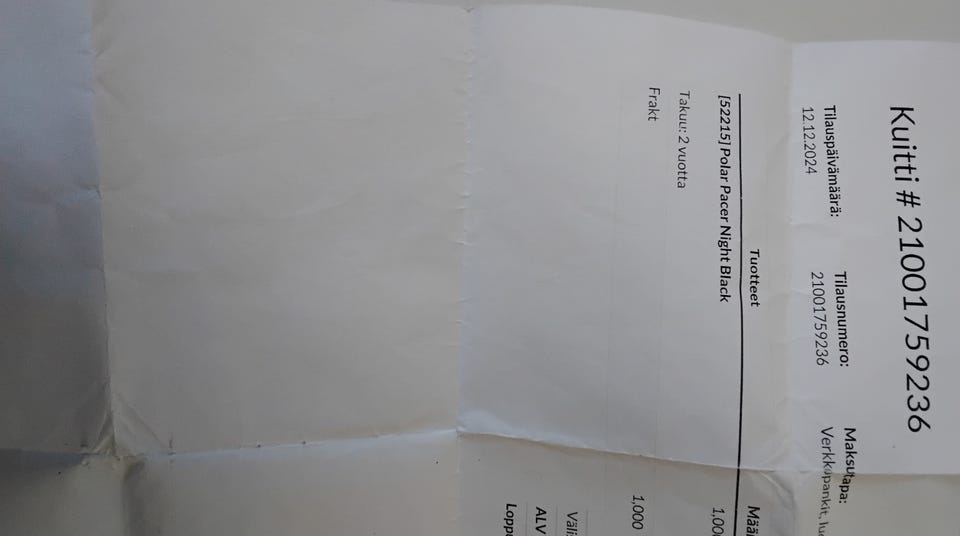 Kuitti # 21001759236
Tilauspäivämäärä: Tilausnumero: Maksutapa:
12.12.2024 21001759236 Verkkopankit,
Tuotteet
[52215] Polar Pacer Night Black
Takuu: 2 vuotta
Frakt 1,000
ALV